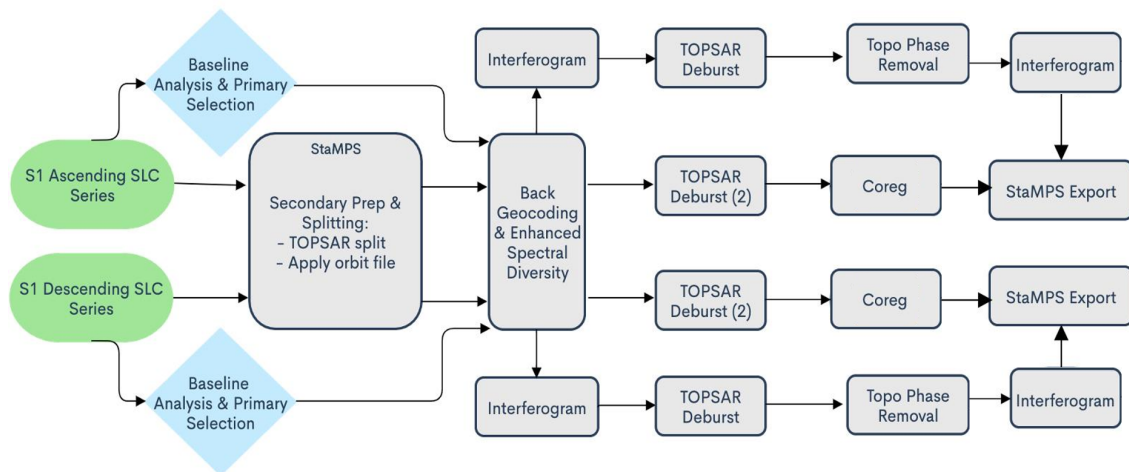 Baseline
Analysis & Primary
Selection
Interferogram
TOPSAR
Deburst
Topo Phase
Removal
Interferogram
S1 Ascending SLC
Series
StaMPS
Secondary Prep &
Splitting:
- TOPSAR split
- Apply orbit file
Back
Geocoding
& Enhanced
Spectral
Diversity
TOPSAR
Deburst (2)
Coreg
StaMPS Export
S1 Descending SLC
Series
TOPSAR
Deburst (2)
Coreg
StaMPS Export
Baseline
Analysis & Primary
Selection
Interferogram
TOPSAR
Deburst
Topo Phase
Removal
Interferogram